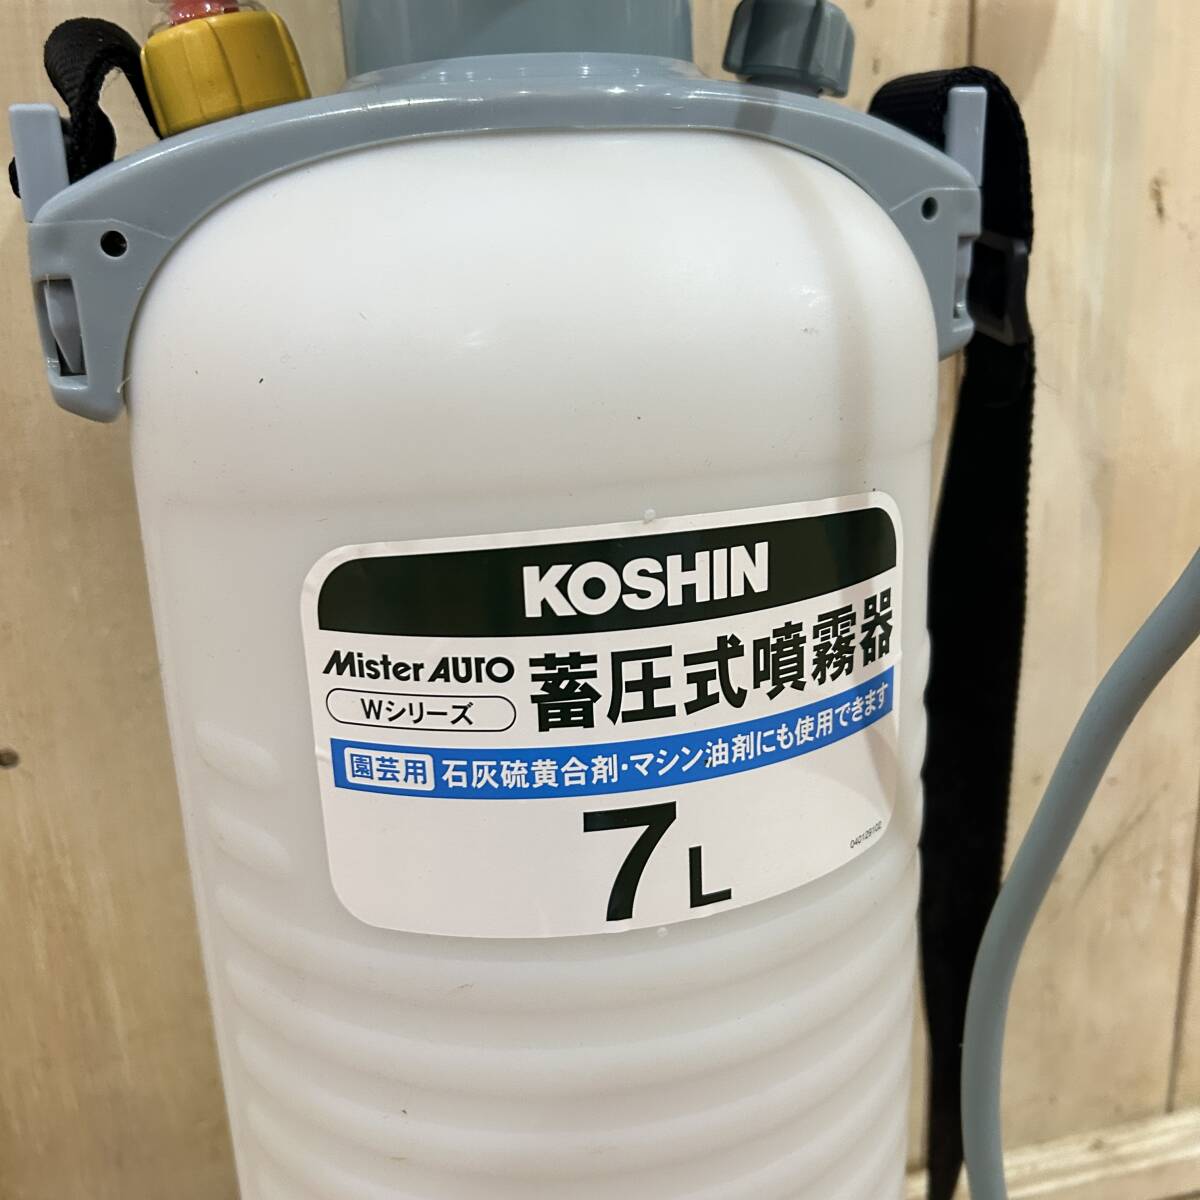 KOSHIN
Mister AUTO 蓄圧式噴霧器
Wシリーズ
園芸用 石灰硫黄合剤・マシン油剤にも使用できます
7L
040129102